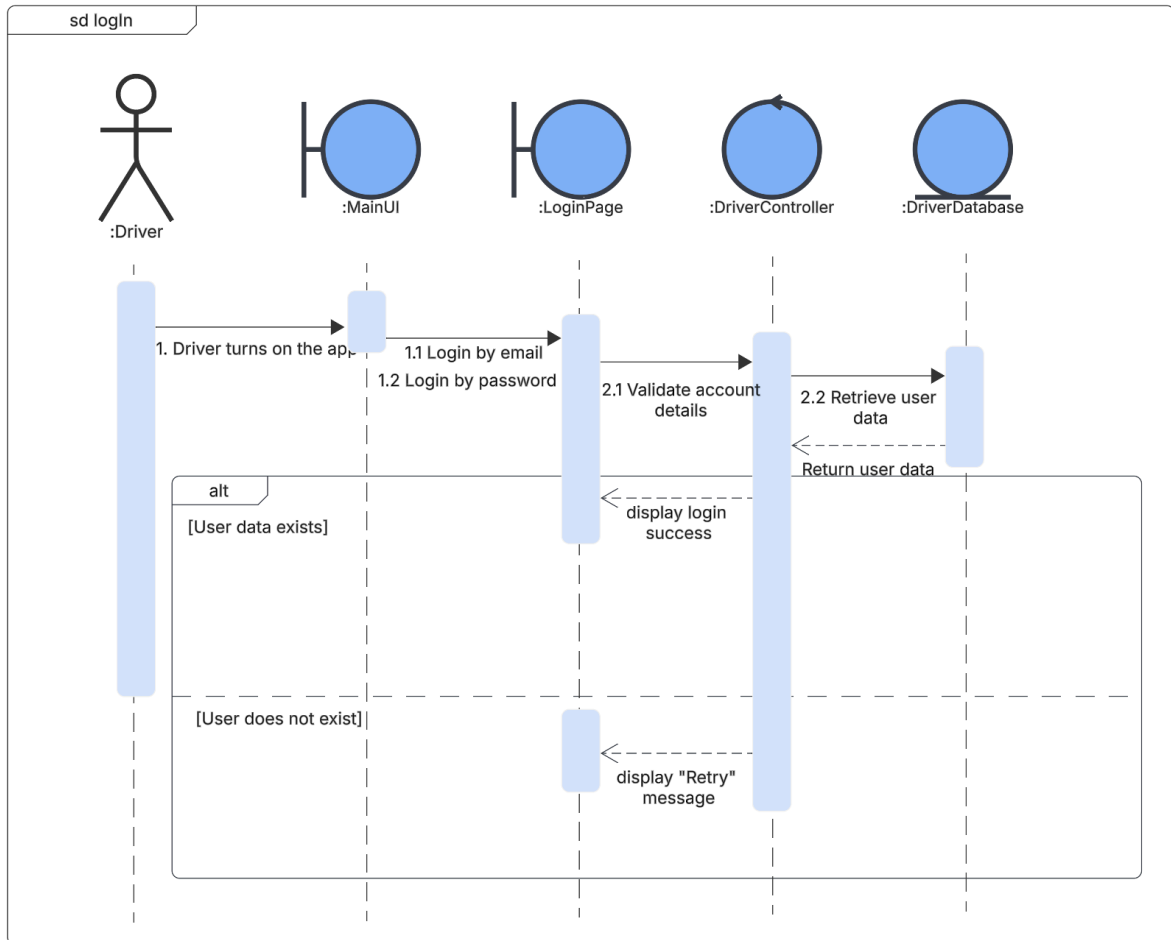 sd logIn
:Driver
:MainUI
:LoginPage
:DriverController
:DriverDatabase
1. Driver turns on the app
1.1 Login by email
1.2 Login by password
2.1 Validate account
details
2.2 Retrieve user
data
Return user data
alt
[User data exists]
display login
success
[User does not exist]
display "Retry"
message